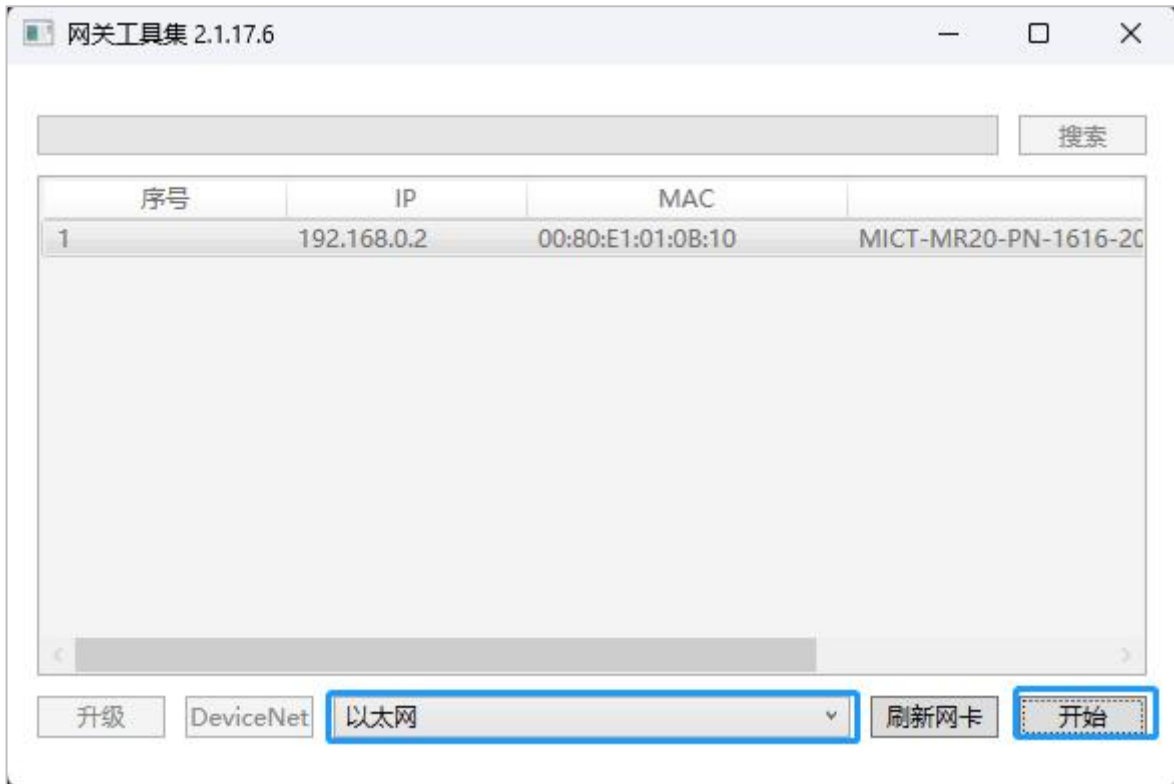 网关工具集 2.1.17.6
搜索
序号 IP MAC
1 192.168.0.2 00:80:E1:01:0B:10 MICT-MR20-PN-1616-20
升级 DeviceNet 以太网 刷新网卡 开始